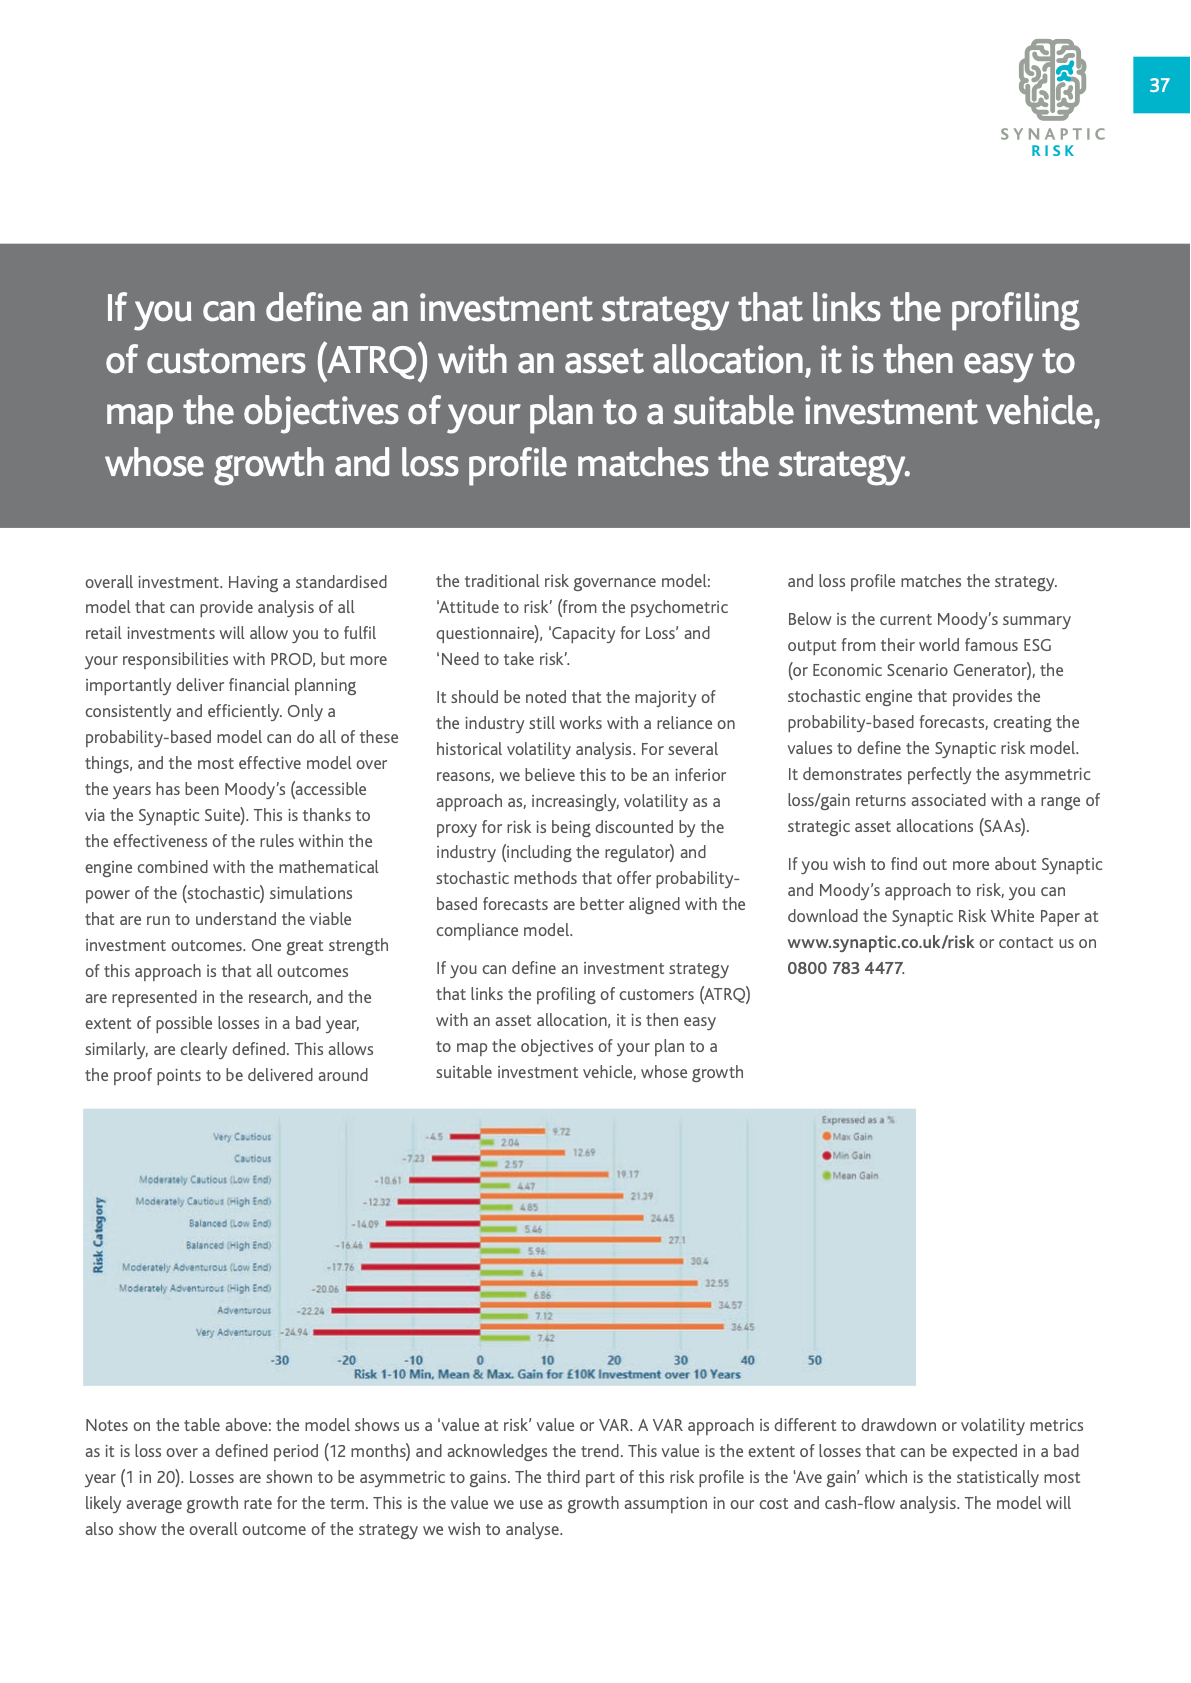 SYNAPTIC
RISK
37
If you can define an investment strategy that links the profiling
of customers (ATRQ) with an asset allocation, it is then easy to
map the objectives of your plan to a suitable investment vehicle,
whose growth and loss profile matches the strategy.
overall investment. Having a standardised
model that can provide analysis of all
retail investments will allow you to fulfil
your responsibilities with PROD, but more
importantly deliver financial planning
consistently and efficiently. Only a
probability-based model can do all of these
things, and the most effective model over
the years has been Moody’s (accessible
via the Synaptic Suite). This is thanks to
the effectiveness of the rules within the
engine combined with the mathematical
power of the (stochastic) simulations
that are run to understand the viable
investment outcomes. One great strength
of this approach is that all outcomes
are represented in the research, and the
extent of possible losses in a bad year,
similarly, are clearly defined. This allows
the proof points to be delivered around
the traditional risk governance model:
‘Attitude to risk’ (from the psychometric
questionnaire), ‘Capacity for Loss’ and
‘Need to take risk’.
It should be noted that the majority of
the industry still works with a reliance on
historical volatility analysis. For several
reasons, we believe this to be an inferior
approach as, increasingly, volatility as a
proxy for risk is being discounted by the
industry (including the regulator) and
stochastic methods that offer probability-
based forecasts are better aligned with the
compliance model.
If you can define an investment strategy
that links the profiling of customers (ATRQ)
with an asset allocation, it is then easy
to map the objectives of your plan to a
suitable investment vehicle, whose growth
and loss profile matches the strategy.
Below is the current Moody’s summary
output from their world famous ESG
(or Economic Scenario Generator), the
stochastic engine that provides the
probability-based forecasts, creating the
values to define the Synaptic risk model.
It demonstrates perfectly the asymmetric
loss/gain returns associated with a range of
strategic asset allocations (SAAs).
If you wish to find out more about Synaptic
and Moody’s approach to risk, you can
download the Synaptic Risk White Paper at
www.synaptic.co.uk/risk or contact us on
0800 783 4477.
Expressed as a %
Max Gain
Min Gain
Mean Gain
Risk Category
Very Cautious -4.5 9.72
2.04
Cautious -7.23 12.69
2.57
Moderately Cautious (Low End) -10.61 19.17
4.47
Moderately Cautious (High End) -12.32 21.39
4.85
Balanced (Low End) -14.09 24.45
5.46
Balanced (High End) -16.46 27.1
5.96
Moderately Adventurous (Low End) -17.76 30.4
6.4
Moderately Adventurous (High End) -20.06 32.55
6.86
Adventurous -22.24 34.57
7.12
Very Adventurous -24.94 36.45
7.42
-30 -20 -10 0 10 20 30 40 50
Risk 1-10 Min, Mean & Max. Gain for £10K Investment over 10 Years
Notes on the table above: the model shows us a ‘value at risk’ value or VAR. A VAR approach is different to drawdown or volatility metrics
as it is loss over a defined period (12 months) and acknowledges the trend. This value is the extent of losses that can be expected in a bad
year (1 in 20). Losses are shown to be asymmetric to gains. The third part of this risk profile is the ‘Ave gain’ which is the statistically most
likely average growth rate for the term. This is the value we use as growth assumption in our cost and cash-flow analysis. The model will
also show the overall outcome of the strategy we wish to analyse.